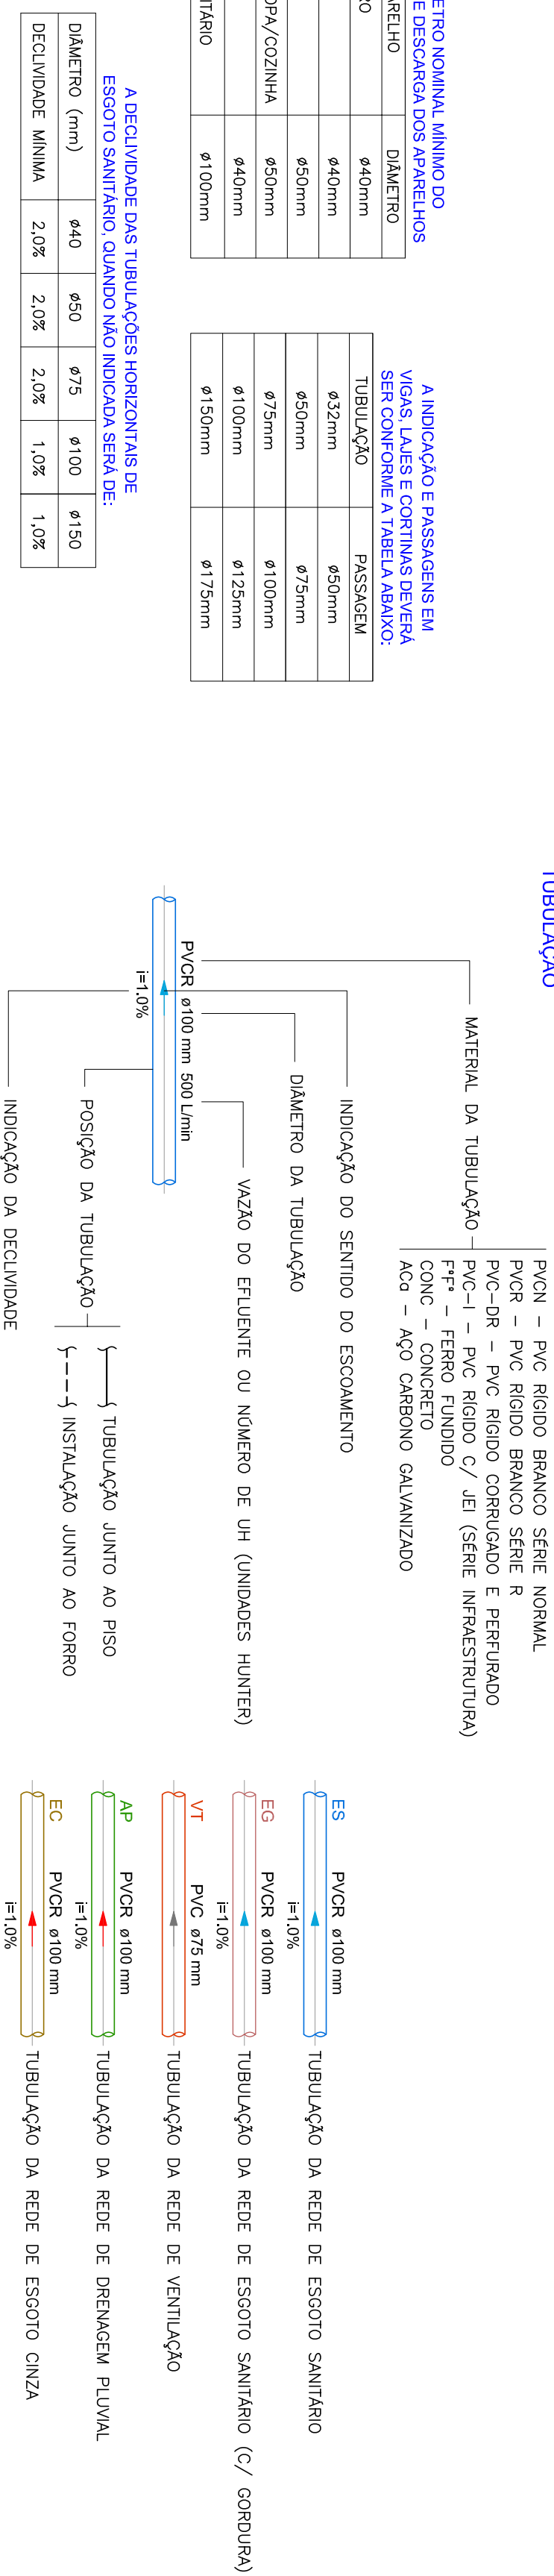 TUBULAÇÃO
ETRO NOMINAL MÍNIMO DO
E DESCARGA DOS APARELHOS
ARELHO DIÂMETRO
RO ø40mm
ø40mm
ø50mm
OPA/COZINHA ø50mm
ø40mm
ITÁRIO ø100mm
A DECLIVIDADE DAS TUBULAÇÕES HORIZONTAIS DE
ESGOTO SANITÁRIO, QUANDO NÃO INDICADA SERÁ DE:
DIÂMETRO (mm) ø40 ø50 ø75 ø100 ø150
DECLIVIDADE MÍNIMA 2,0% 2,0% 2,0% 1,0% 1,0%
A INDICAÇÃO E PASSAGENS EM
VIGAS, LAJES E CORTINAS DEVERÁ
SER CONFORME A TABELA ABAIXO:
TUBULAÇÃO PASSAGEM
ø32mm ø50mm
ø50mm ø75mm
ø75mm ø100mm
ø100mm ø125mm
ø150mm ø175mm
PVCN – PVC RÍGIDO BRANCO SÉRIE NORMAL
PVCR – PVC RÍGIDO BRANCO SÉRIE R
PVC–DR – PVC RÍGIDO CORRUGADO E PERFURADO
MATERIAL DA TUBULAÇÃO
PVC–I – PVC RÍGIDO C/ JEI (SÉRIE INFRAESTRUTURA)
FºFº – FERRO FUNDIDO
CONC – CONCRETO
ACa – AÇO CARBONO GALVANIZADO
INDICAÇÃO DO SENTIDO DO ESCOAMENTO
DIÂMETRO DA TUBULAÇÃO
VAZÃO DO EFLUENTE OU NÚMERO DE UH (UNIDADES HUNTER)
PVCR ø100 mm 500 L/min
i=1.0%
TUBULAÇÃO JUNTO AO PISO
POSIÇÃO DA TUBULAÇÃO
INSTALAÇÃO JUNTO AO FORRO
INDICAÇÃO DA DECLIVIDADE
ES PVCR ø100 mm
TUBULAÇÃO DA REDE DE ESGOTO SANITÁRIO
i=1.0%
EG PVCR ø100 mm
TUBULAÇÃO DA REDE DE ESGOTO SANITÁRIO (C/ GORDURA)
i=1.0%
VT PVC ø75 mm
TUBULAÇÃO DA REDE DE VENTILAÇÃO
AP PVCR ø100 mm
TUBULAÇÃO DA REDE DE DRENAGEM PLUVIAL
i=1.0%
EC PVCR ø100 mm
TUBULAÇÃO DA REDE DE ESGOTO CINZA
i=1.0%